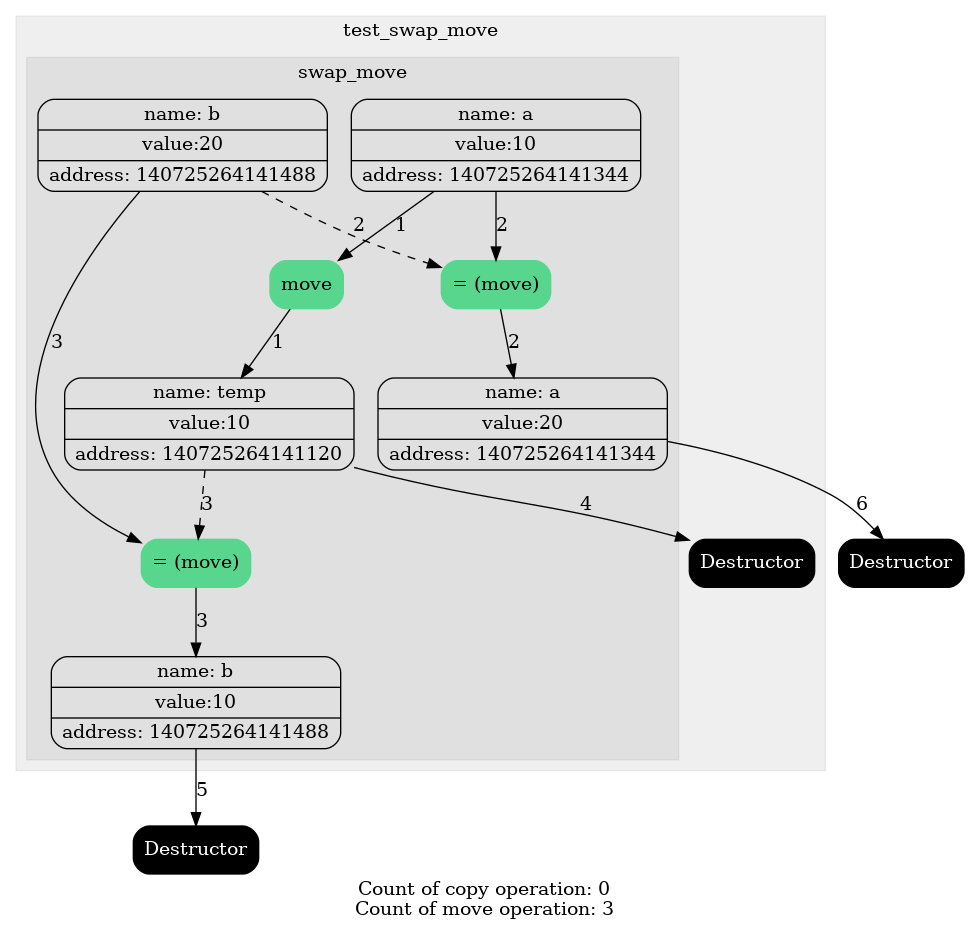 test_swap_move
swap_move
name: b
value:20
address: 140725264141488
name: a
value:10
address: 140725264141344
2
1
2
move
= (move)
3
1
2
name: temp
value:10
address: 140725264141120
name: a
value:20
address: 140725264141344
3
4
6
= (move)
Destructor
Destructor
3
name: b
value:10
address: 140725264141488
5
Destructor
Count of copy operation: 0
Count of move operation: 3